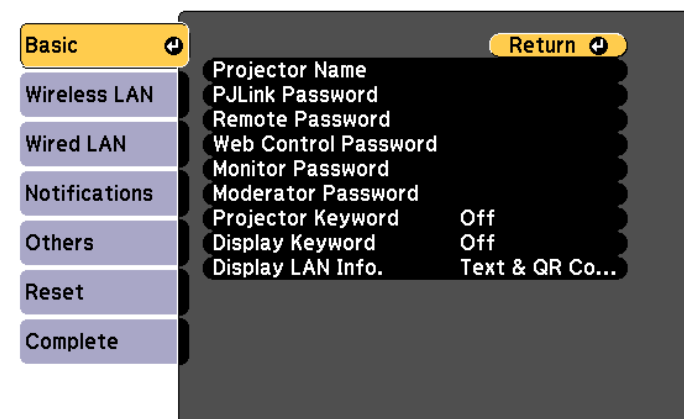 Basic
Wireless LAN
Wired LAN
Notifications
Others
Reset
Complete
Return
Projector Name
PJLink Password
Remote Password
Web Control Password
Monitor Password
Moderator Password
Projector Keyword Off
Display Keyword Off
Display LAN Info. Text & QR Co...